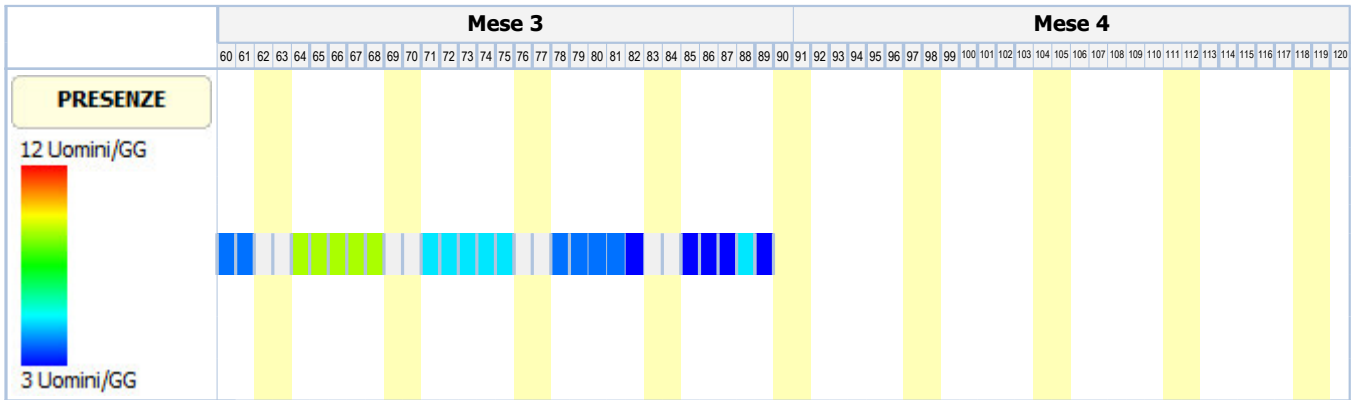 Mese 3 Mese 4
60 61 62 63 64 65 66 67 68 69 70 71 72 73 74 75 76 77 78 79 80 81 82 83 84 85 86 87 88 89 90 91 92 93 94 95 96 97 98 99 100 101 102 103 104 105 106 107 108 109 110 111 112 113 114 115 116 117 118 119 120
PRESENZE
12 Uomini/GG
3 Uomini/GG